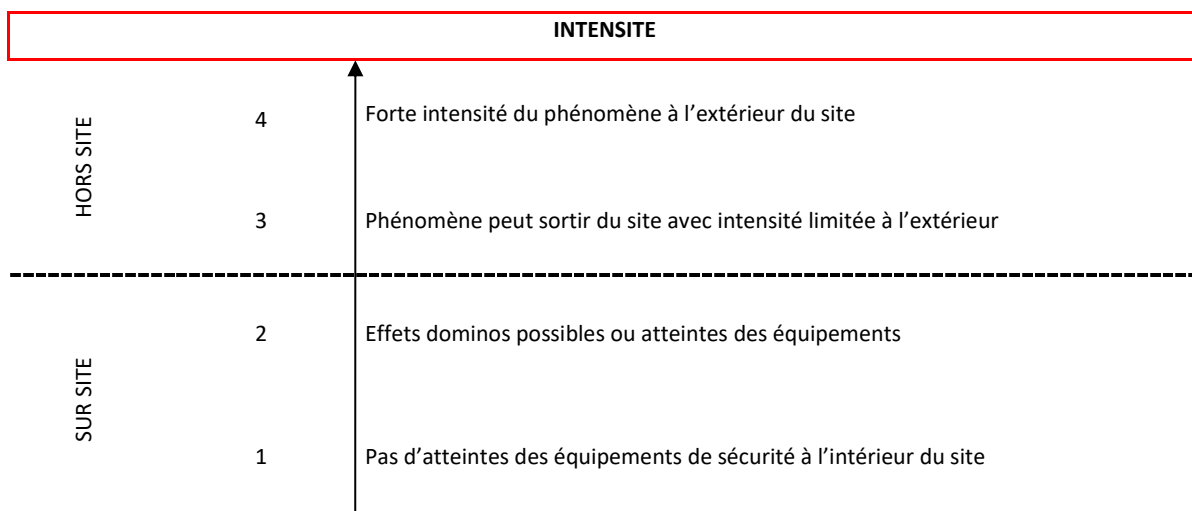 INTENSITE
HORS SITE
4
Forte intensité du phénomène à l’extérieur du site
3
Phénomène peut sortir du site avec intensité limitée à l’extérieur
SUR SITE
2
Effets dominos possibles ou atteintes des équipements
1
Pas d’atteintes des équipements de sécurité à l’intérieur du site